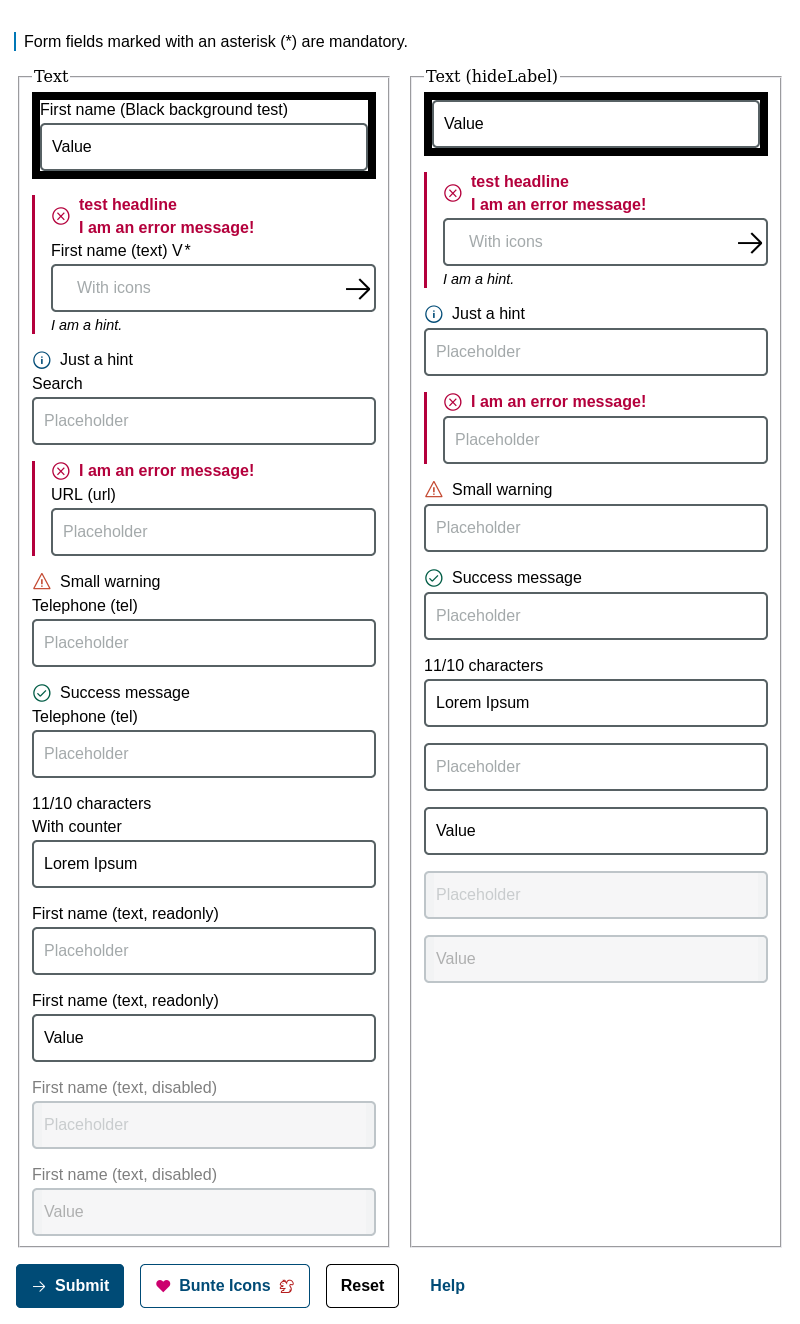 Form fields marked with an asterisk (*) are mandatory.
Text
First name (Black background test)
Value
test headline
I am an error message!
First name (text) V*
With icons
I am a hint.
Just a hint
Search
Placeholder
I am an error message!
URL (url)
Placeholder
Small warning
Telephone (tel)
Placeholder
Success message
Telephone (tel)
Placeholder
11/10 characters
With counter
Lorem Ipsum
First name (text, readonly)
Placeholder
First name (text, readonly)
Value
First name (text, disabled)
Placeholder
First name (text, disabled)
Value
Text (hideLabel)
Value
test headline
I am an error message!
With icons
I am a hint.
Just a hint
Placeholder
I am an error message!
Placeholder
Small warning
Placeholder
Success message
Placeholder
11/10 characters
Lorem Ipsum
Placeholder
Value
Placeholder
Value
Submit
Bunte Icons
Reset
Help